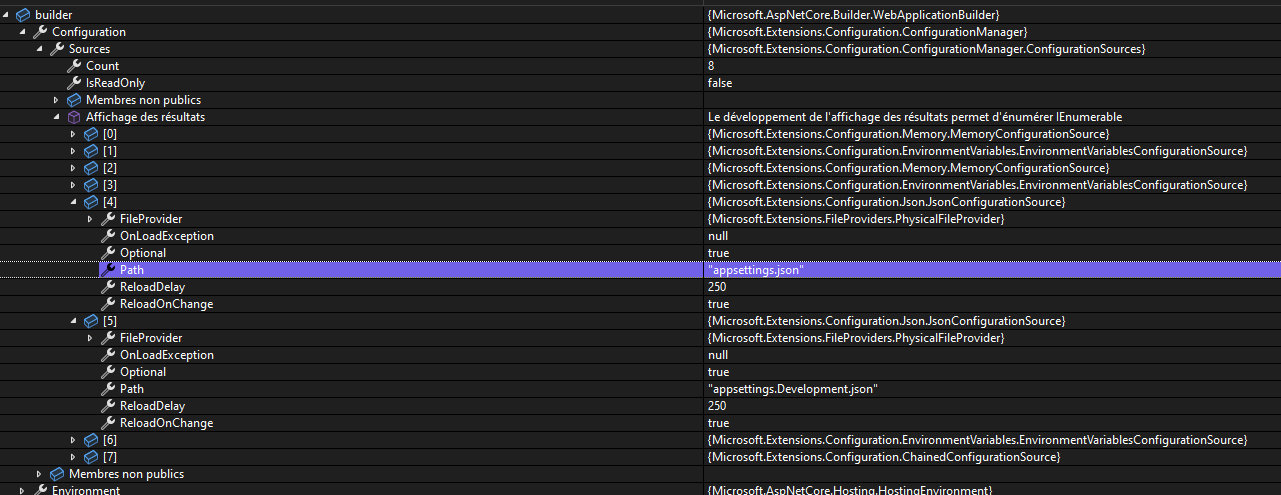 builder {Microsoft.AspNetCore.Builder.WebApplicationBuilder}
Configuration {Microsoft.Extensions.Configuration.ConfigurationManager}
Sources {Microsoft.Extensions.Configuration.ConfigurationManager.ConfigurationSources}
Count 8
IsReadOnly false
Membres non publics
Affichage des résultats Le développement de l'affichage des résultats permet d'énumérer IEnumerable
[0] {Microsoft.Extensions.Configuration.Memory.MemoryConfigurationSource}
[1] {Microsoft.Extensions.Configuration.EnvironmentVariables.EnvironmentVariablesConfigurationSource}
[2] {Microsoft.Extensions.Configuration.Memory.MemoryConfigurationSource}
[3] {Microsoft.Extensions.Configuration.EnvironmentVariables.EnvironmentVariablesConfigurationSource}
[4] {Microsoft.Extensions.Configuration.Json.JsonConfigurationSource}
FileProvider {Microsoft.Extensions.FileProviders.PhysicalFileProvider}
OnLoadException null
Optional true
Path "appsettings.json"
ReloadDelay 250
ReloadOnChange true
[5] {Microsoft.Extensions.Configuration.Json.JsonConfigurationSource}
FileProvider {Microsoft.Extensions.FileProviders.PhysicalFileProvider}
OnLoadException null
Optional true
Path "appsettings.Development.json"
ReloadDelay 250
ReloadOnChange true
[6] {Microsoft.Extensions.Configuration.EnvironmentVariables.EnvironmentVariablesConfigurationSource}
[7] {Microsoft.Extensions.Configuration.ChainedConfigurationSource}
Membres non publics
Environment {Microsoft.AspNetCore.Hosting.HostingEnvironment}